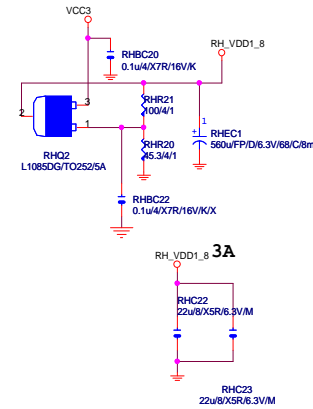 VCC3
RHBC20
0.1u/4/X7R/16V/K
RH_VDD1_8
3
2
1
RHR21
100/4/1
1
+
RHEC1
560u/FP/D/6.3V/68/C/8m
RHQ2
L1085DG/TO252/5A
RHR20
45.3/4/1
RHBC22
0.1u/4/X7R/16V/K/X
RH_VDD1_8 3A
RHC22
22u/8/X5R/6.3V/M
RHC23
22u/8/X5R/6.3V/M